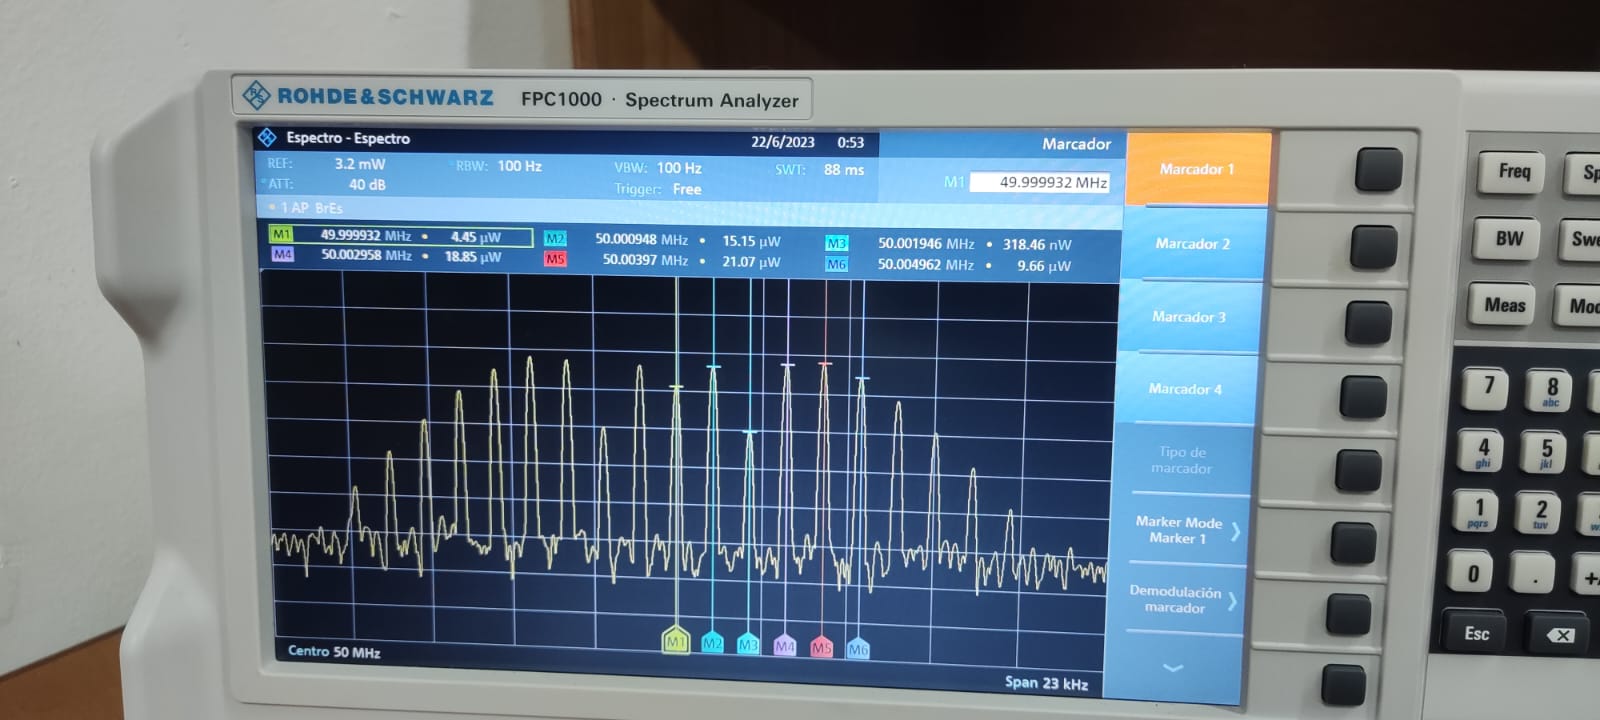 ROHDE & SCHWARZ FPC1000 · Spectrum Analyzer
Espectro - Espectro 22/6/2023 0:53 Marcador
REF: 3.2 mW RBW: 100 Hz VBW: 100 Hz SWT: 88 ms
ATT: 40 dB Trigger: Free M1 49.999932 MHz
1 AP BrEs
M1 49.999932 MHz • 4.45 µW M2 50.000948 MHz • 15.15 µW M3 50.001946 MHz • 318.46 nW
M4 50.002958 MHz • 18.85 µW M5 50.00397 MHz • 21.07 µW M6 50.004962 MHz • 9.66 µW
M1 M2 M3 M4 M5 M6
Centro 50 MHz
Span 23 kHz
Marcador 1
Marcador 2
Marcador 3
Marcador 4
Tipo de
marcador
Marker Mode
Marker 1
Demodulación
marcador
Freq Sp
BW Swe
Meas Mod
7 8
abc
4 5
ghi jkl
1 2
pqrs tuv
0 . +/
Esc